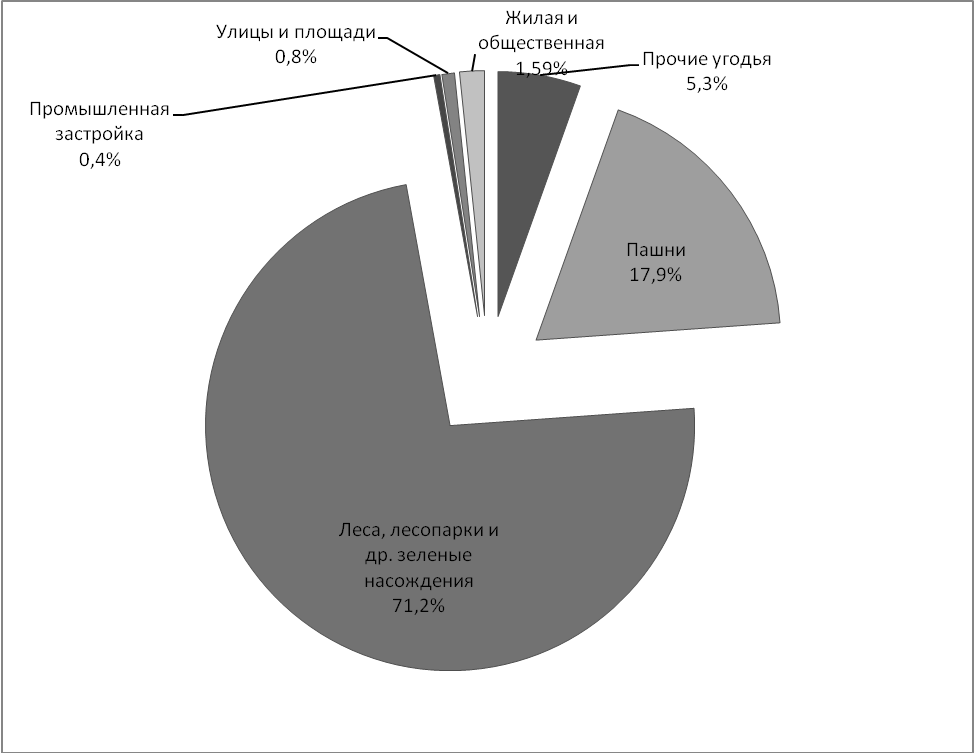 Жилая и
общественная
1,59%
Улицы и площади
0,8%
Прочие угодья
5,3%
Промышленная
застройка
0,4%
Пашни
17,9%
Леса, лесопарки и
др. зеленые
насождения
71,2%